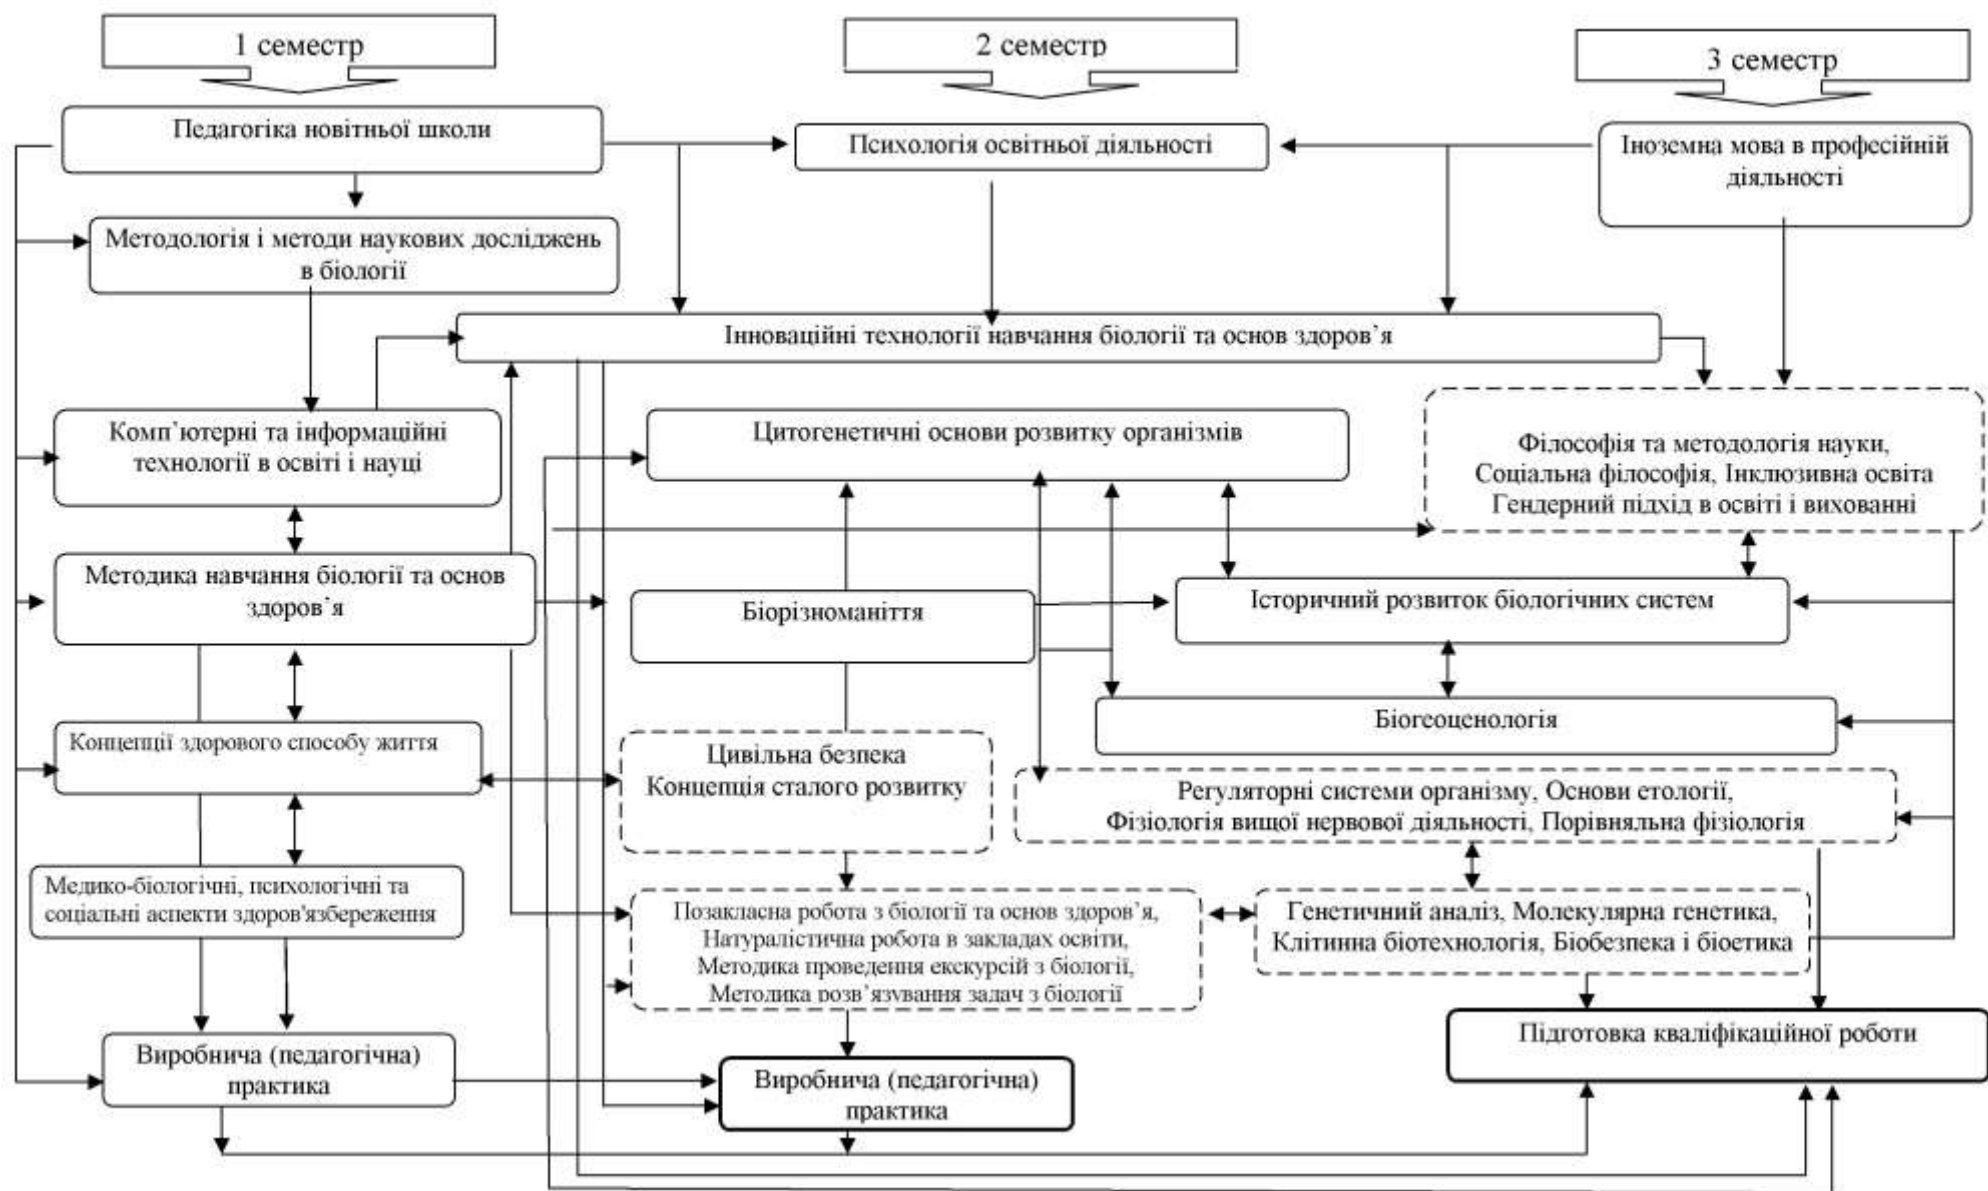 1 семестр
2 семестр
3 семестр
Педагогіка новітньої школи
Психологія освітньої діяльності
Іноземна мова в професійній
діяльності
Методологія і методи наукових досліджень
в біології
Інноваційні технології навчання біології та основ здоров’я
Комп’ютерні та інформаційні
технології в освіті і науці
Цитогенетичні основи розвитку організмів
Філософія та методологія науки,
Соціальна філософія, Інклюзивна освіта
Гендерний підхід в освіті і вихованні
Методика навчання біології та основ
здоров’я
Біорізноманіття
Історичний розвиток біологічних систем
Біогеоценологія
Концепції здорового способу життя
Цивільна безпека
Концепція сталого розвитку
Регуляторні системи організму, Основи етології,
Фізіологія вищої нервової діяльності, Порівняльна фізіологія
Медико-біологічні, психологічні та
соціальні аспекти здоров'язбереження
Позакласна робота з біології та основ здоров’я,
Натуралістична робота в закладах освіти,
Методика проведення екскурсій з біології,
Методика розв’язування задач з біології
Генетичний аналіз, Молекулярна генетика,
Клітинна біотехнологія, Біобезпека і біоетика
Виробнича (педагогічна)
практика
Виробнича (педагогічна)
практика
Підготовка кваліфікаційної роботи